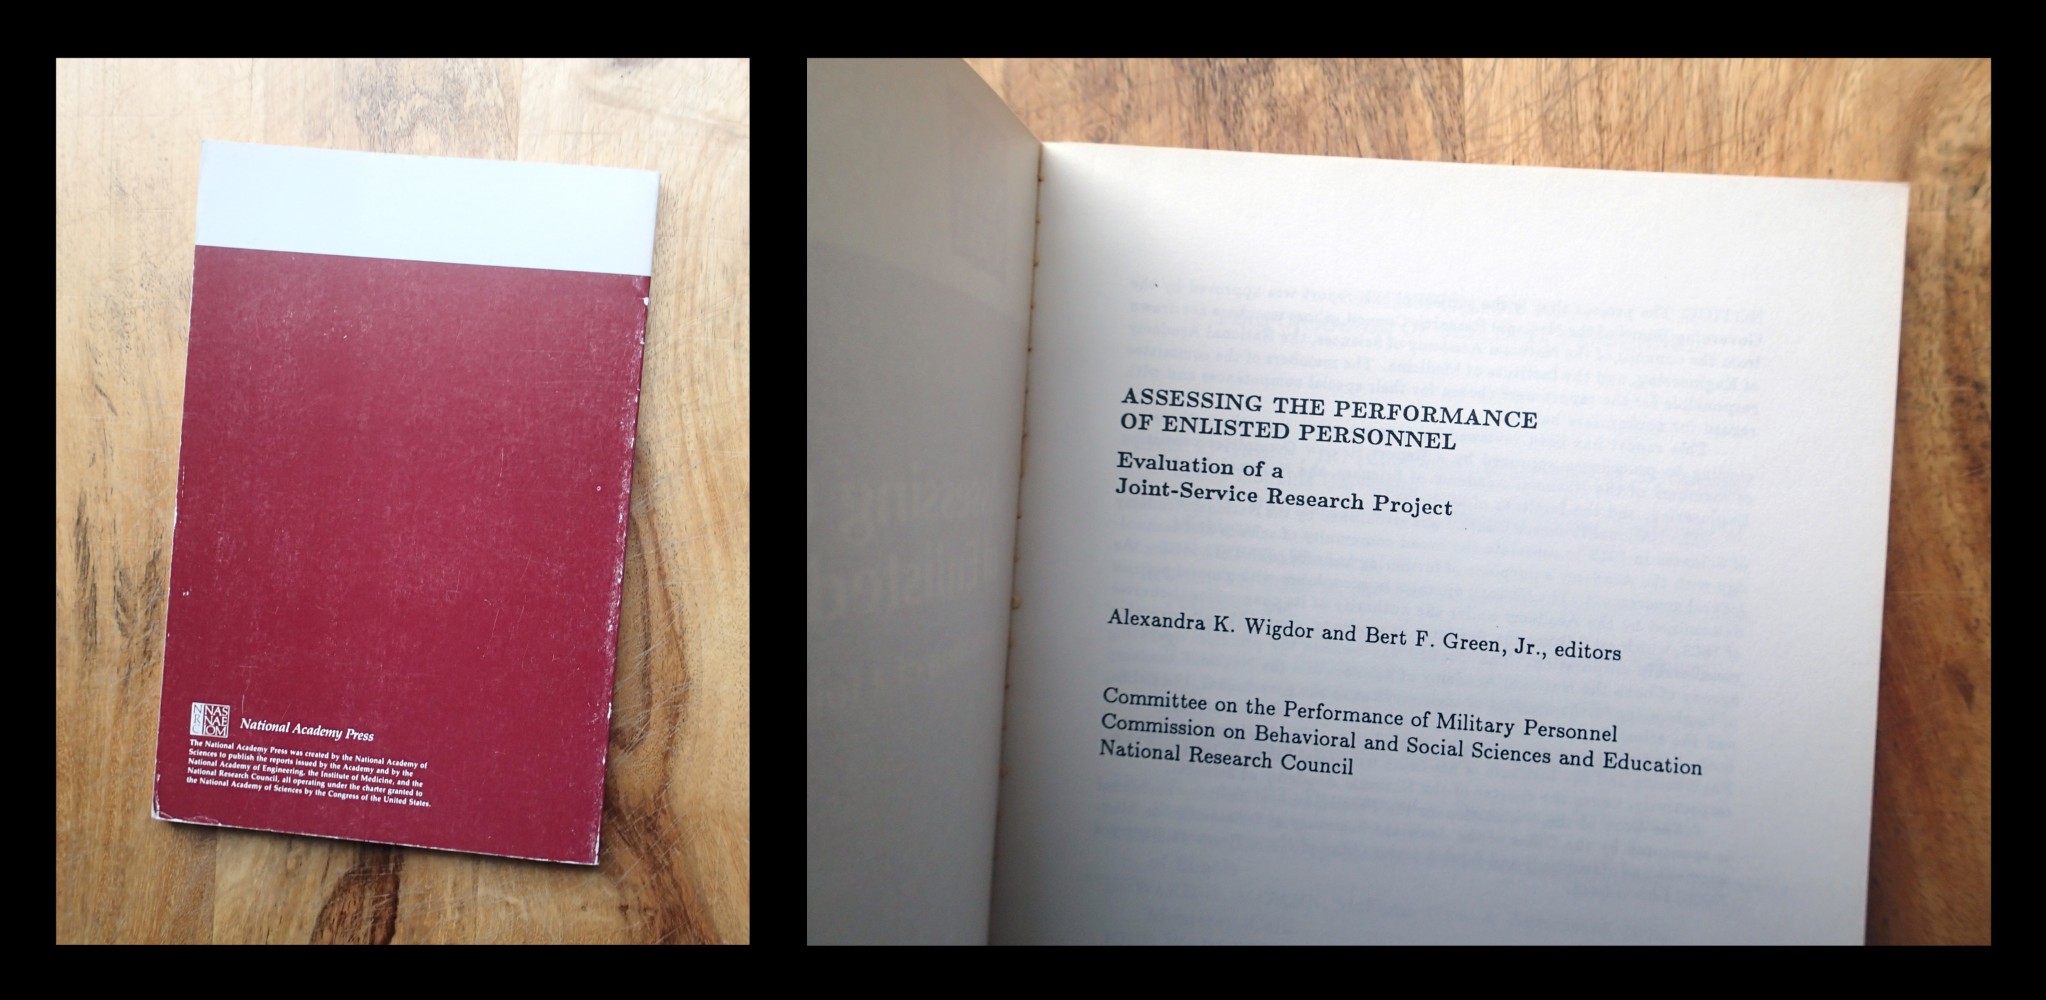 NAS
NAE
IOM
NRC
National Academy Press
The National Academy Press was created by the National Academy of
Sciences to publish the reports issued by the Academy and by the
National Academy of Engineering, the Institute of Medicine, and the
National Research Council, all operating under the charter granted to
the National Academy of Sciences by the Congress of the United States.
ASSESSING THE PERFORMANCE
OF ENLISTED PERSONNEL
Evaluation of a
Joint-Service Research Project
Alexandra K. Wigdor and Bert F. Green, Jr., editors
Committee on the Performance of Military Personnel
Commission on Behavioral and Social Sciences and Education
National Research Council